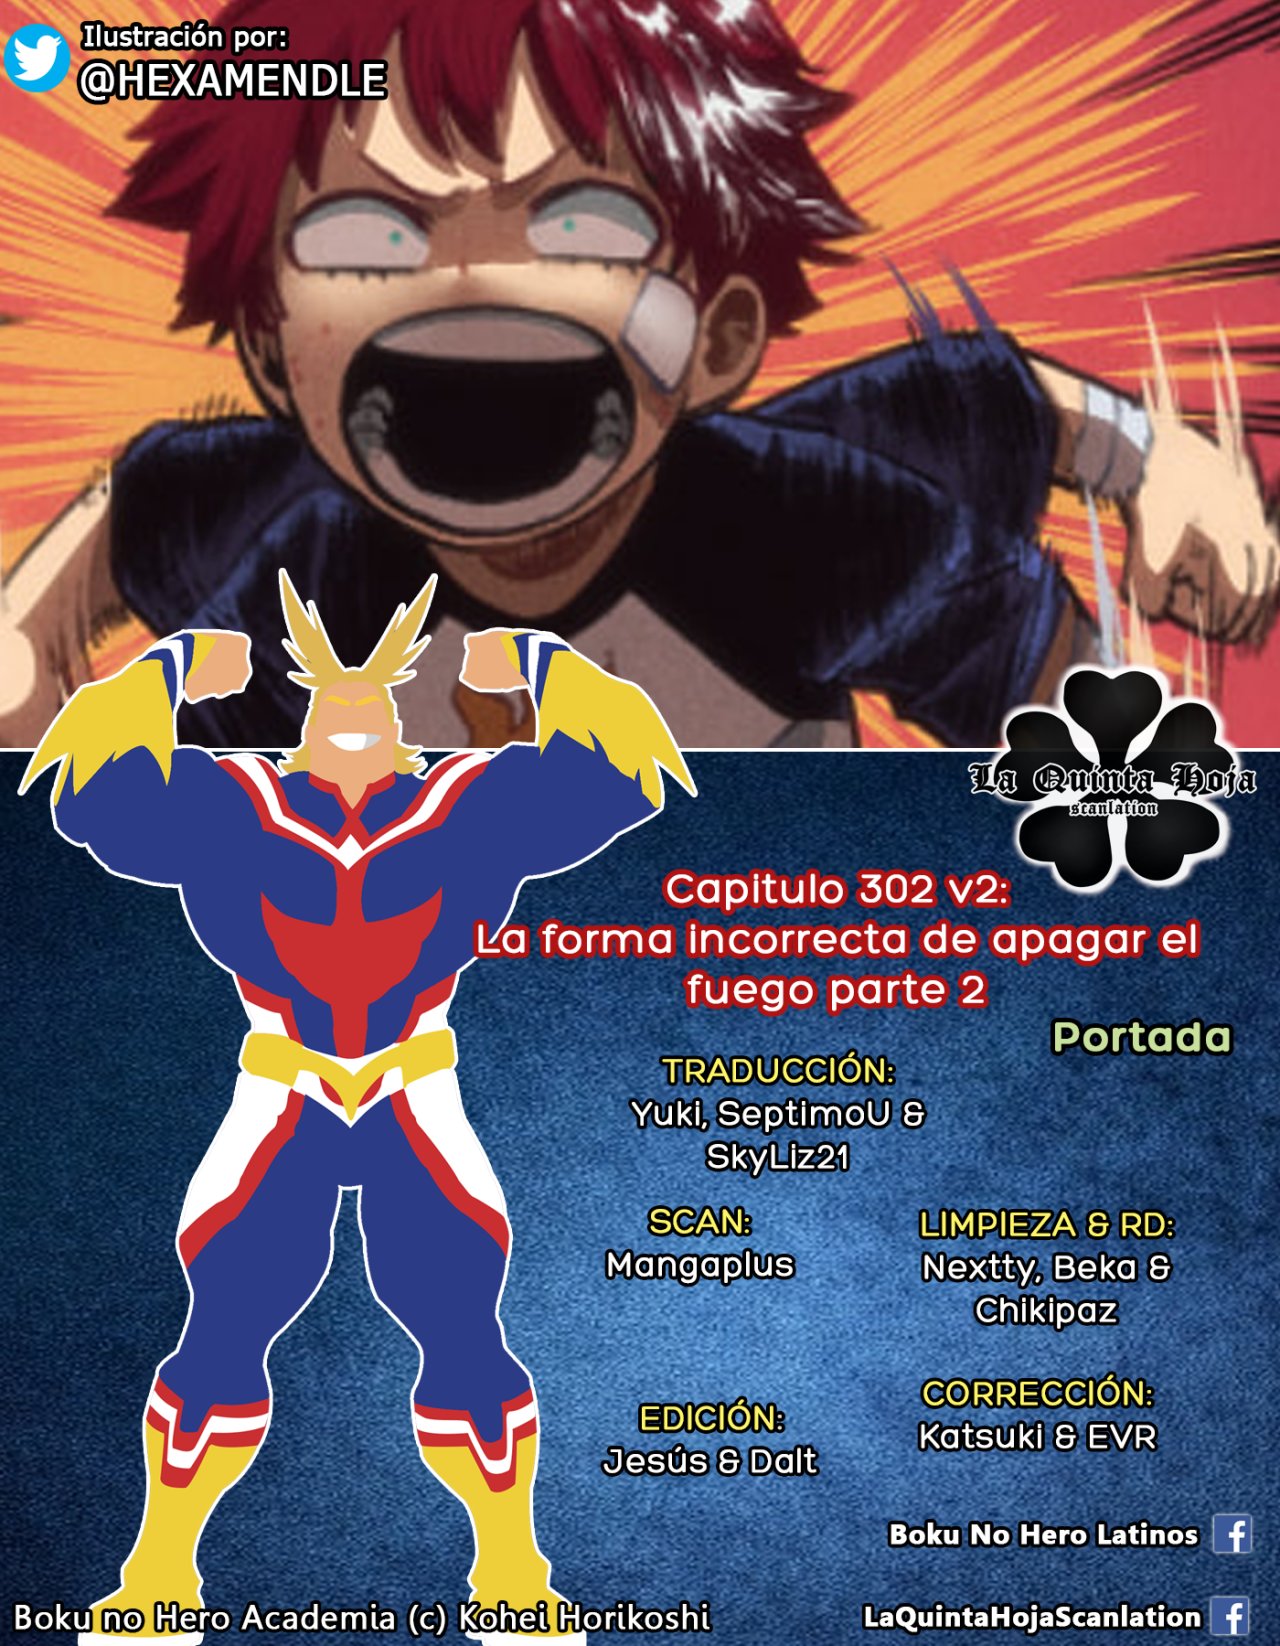 Ilustración por:
@HEXAMENDLE
La Quinta Hoja
scanlation
Capitulo 302 v2:
La forma incorrecta de apagar el
fuego parte 2
Portada
TRADUCCIÓN:
Yuki, SeptimoU &
SkyLiz21
SCAN:
Mangaplus
LIMPIEZA & RD:
Nextty, Beka &
Chikipaz
EDICIÓN:
Jesús & Dalt
CORRECCIÓN:
Katsuki & EVR
Boku No Hero Latinos
Boku no Hero Academia (c) Kohei Horikoshi
LaQuintaHojaScanlation